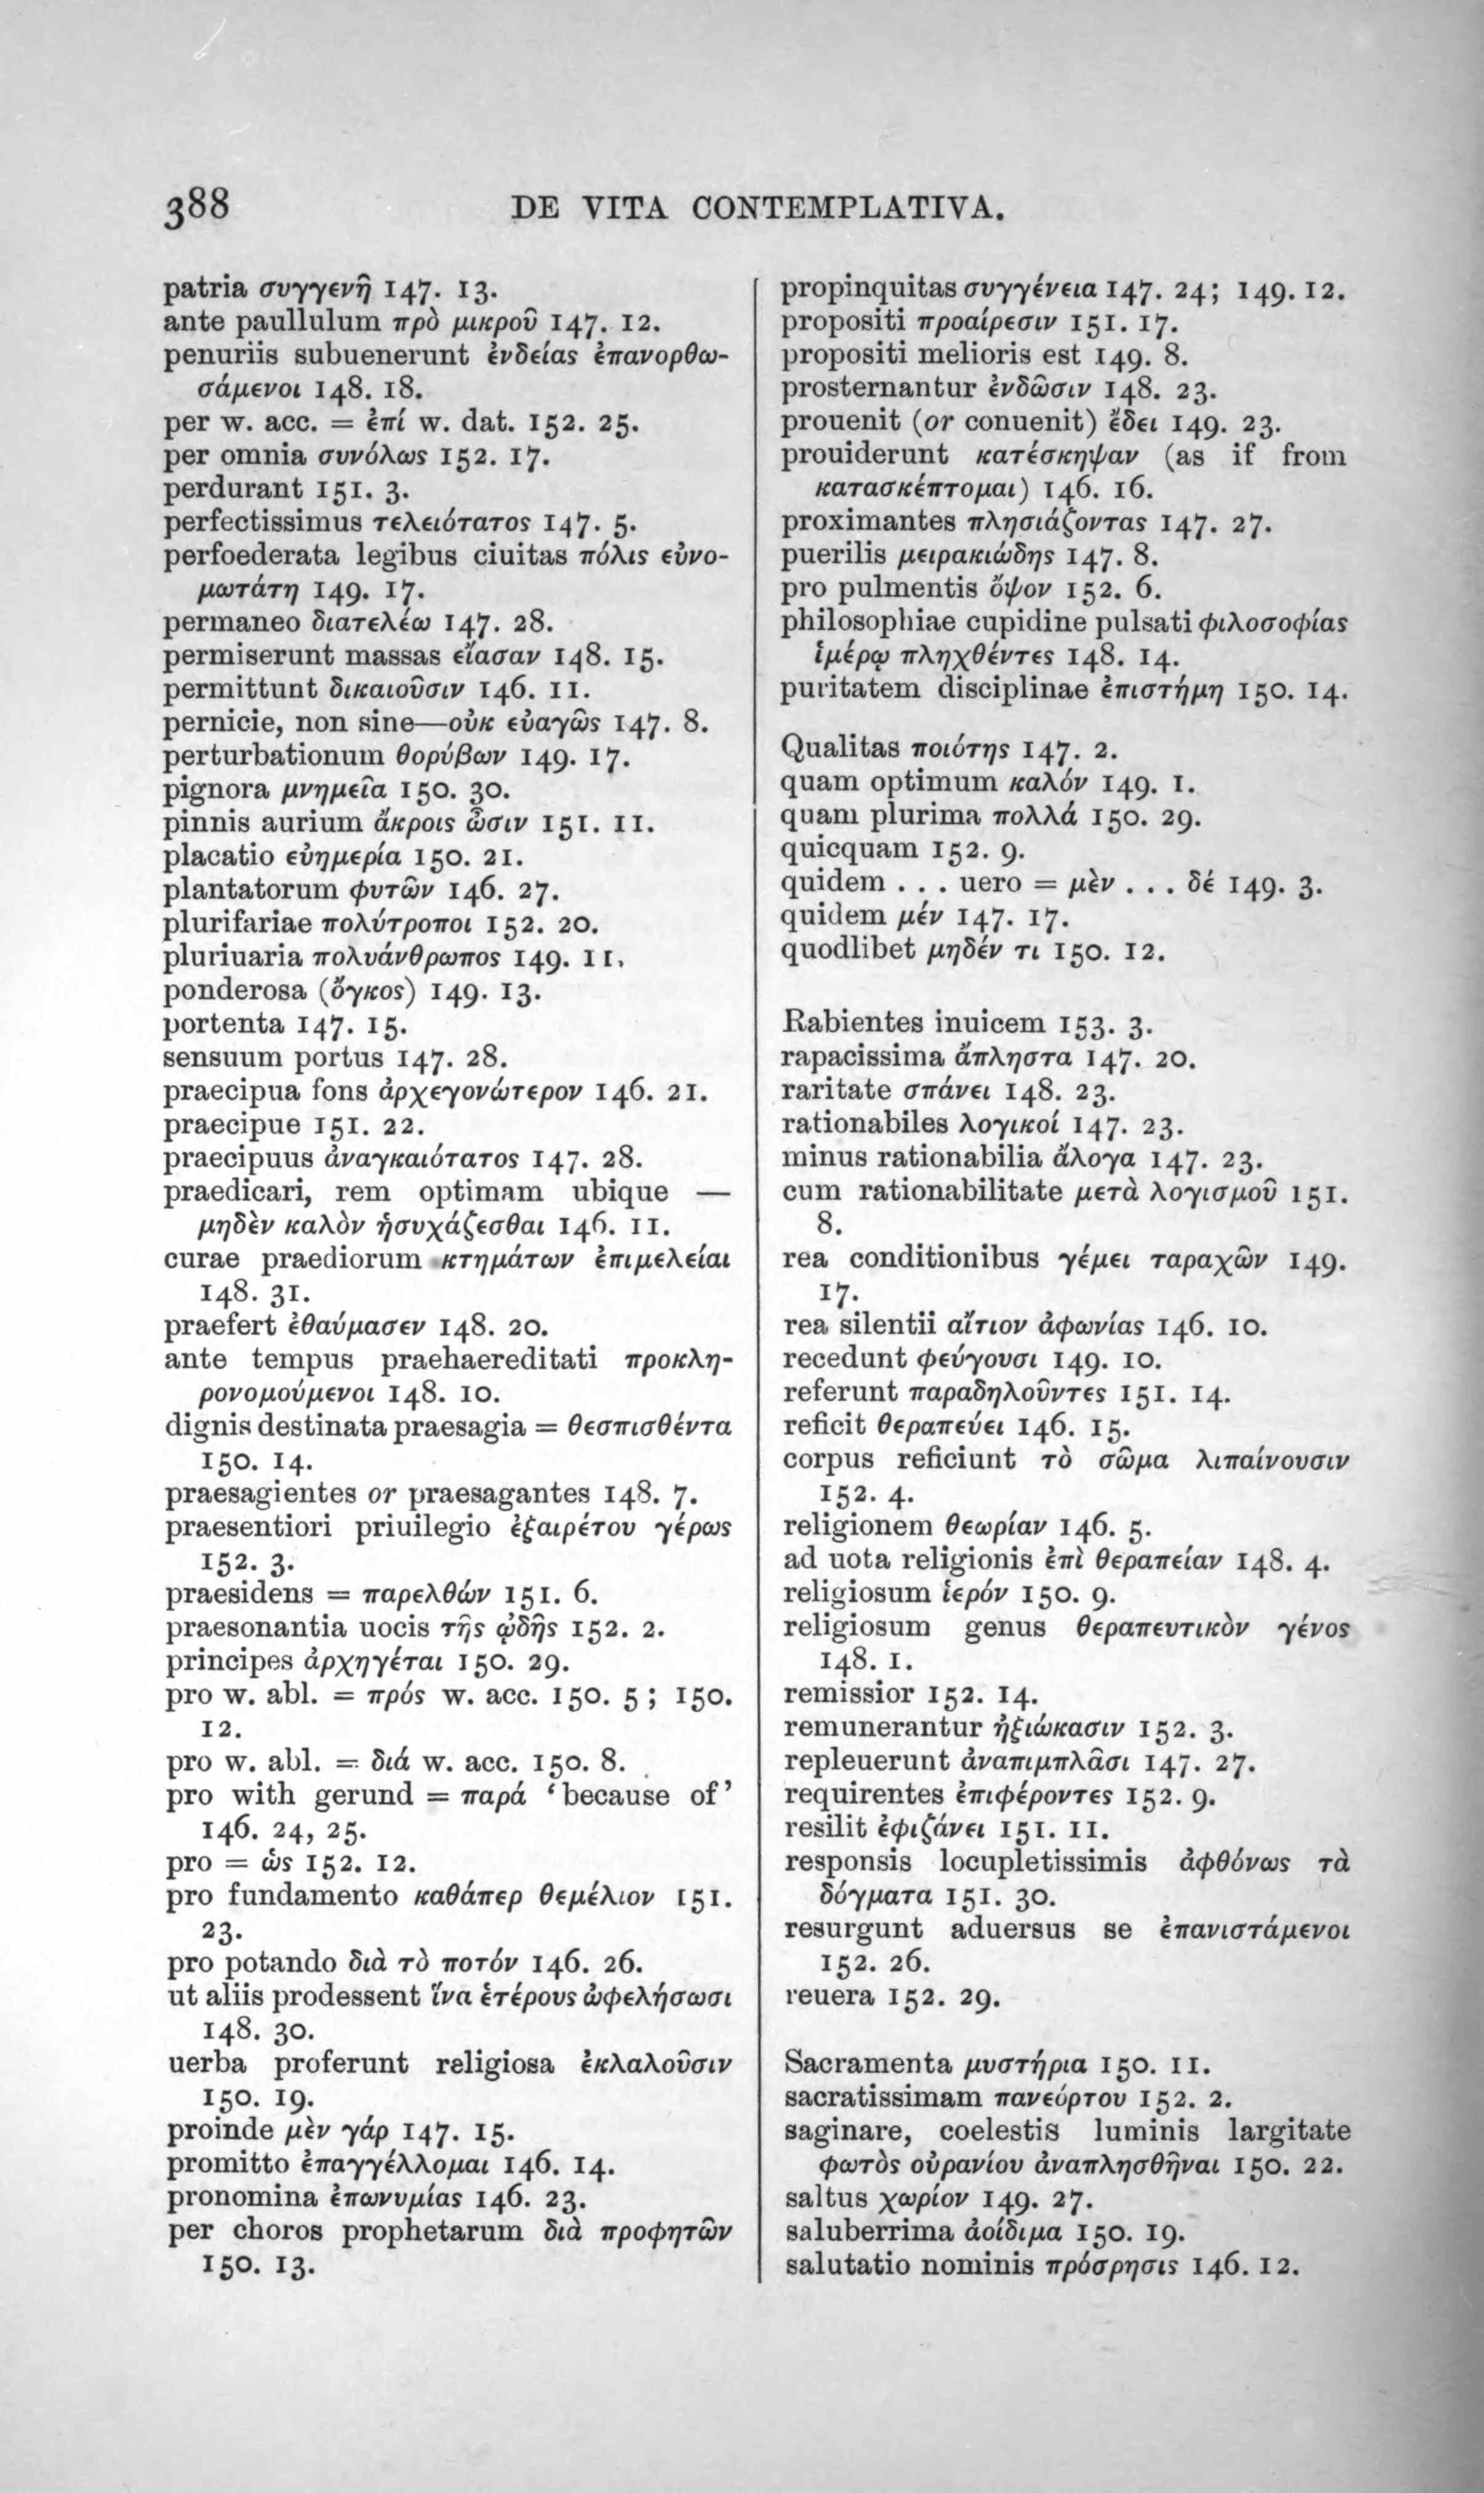 388
DE VITA CONTEMPLATIVA.
patria συγγενῆ 147. 13.
ante paullulum πρὸ μικροῦ 147. 12.
penuriis subuenerunt ἐνδείας ἐπανορθω-
σάμενοι 148. 18.
per w. acc. = ἐπί w. dat. 152. 25.
per omnia συνόλως 152. 17.
perdurant 151. 3.
perfectissimus τελειότατος 147. 5.
perfoederata legibus ciuitas πόλις εὐνο-
μωτάτη 149. 17.
permaneo διατελέω 147. 28.
permiserunt massas εἴασαν 148. 15.
permittunt δικαιοῦσιν 146. 11.
pernicie, non sine—οὐκ εὐαγῶς 147. 8.
perturbationum θορύβων 149. 17.
pignora μνημεῖα 150. 30.
pinnis aurium ἄκροις ὦσιν 151. 11.
placatio εὐημερία 150. 21.
plantatorum φυτῶν 146. 27.
plurifariae πολύτροποι 152. 20.
pluriuaria πολυάνθρωπος 149. 11.
ponderosa (ὄγκος) 149. 13.
portenta 147. 15.
sensuum portus 147. 28.
praecipua fons ἀρχεγονώτερον 146. 21.
praecipue 151. 22.
praecipuus ἀναγκαιότατος 147. 28.
praedicari, rem optimam ubique —
μηδὲν καλὸν ἡσυχάζεσθαι 146. 11.
curae praediorum κτημάτων ἐπιμελείαι
148. 31.
praefert ἐθαύμασεν 148. 20.
ante tempus praehaereditati προκλη-
ρονομούμενοι 148. 10.
dignis destinata praesagia = θεσπισθέντα
150. 14.
praesagientes or praesagantes 148. 7.
praesentiori priuilegio ἐξαιρέτου γέρως
152. 3.
praesidens = παρελθών 151. 6.
praesonantia uocis τῆς ᾠδῆς 152. 2.
principes ἀρχηγέται 150. 29.
pro w. abl. = πρός w. acc. 150. 5; 150.
12.
pro w. abl. = διά w. acc. 150. 8.
pro with gerund = παρά ‘because of’
146. 24, 25.
pro = ὡς 152. 12.
pro fundamento καθάπερ θεμέλιον 151.
23.
pro potando διὰ τὸ ποτόν 146. 26.
ut aliis prodessent ἵνα ἑτέρους ὠφελήσωσι
148. 30.
uerba proferunt religiosa ἐκλαλοῦσιν
150. 19.
proinde μὲν γάρ 147. 15.
promitto ἐπαγγέλλομαι 146. 14.
pronomina ἐπωνυμίας 146. 23.
per choros prophetarum διὰ προφητῶν
150. 13.
propinquitas συγγένεια 147. 24; 149. 12.
propositi προαίρεσιν 151. 17.
propositi melioris est 149. 8.
prosternantur ἐνδῶσιν 148. 23.
prouenit (or conuenit) ἔδει 149. 23.
prouiderunt κατέσκηψαν (as if from
κατασκέπτομαι) 146. 16.
proximantes πλησιάζοντας 147. 27.
puerilis μειρακιώδης 147. 8.
pro pulmentis ὄψον 152. 6.
philosophiae cupidine pulsati φιλοσοφίας
ἱμέρῳ πληχθέντες 148. 14.
puritatem disciplinae ἐπιστήμη 150. 14.
Qualitas ποιότης 147. 2.
quam optimum καλόν 149. 1.
quam plurima πολλά 150. 29.
quicquam 152. 9.
quidem . . . uero = μὲν . . . δέ 149. 3.
quidem μέν 147. 17.
quodlibet μηδέν τι 150. 12.
Rabientes inuicem 153. 3.
rapacissima ἄπληστα 147. 20.
raritate σπάνει 148. 23.
rationabiles λογικοί 147. 23.
minus rationabilia ἄλογα 147. 23.
cum rationabilitate μετὰ λογισμοῦ 151.
8.
rea conditionibus γέμει ταραχῶν 149.
17.
rea silentii αἴτιον ἀφωνίας 146. 10.
recedunt φεύγουσι 149. 10.
referunt παραδηλοῦντες 151. 14.
reficit θεραπεύει 146. 15.
corpus reficiunt τὸ σῶμα λιπαίνουσιν
152. 4.
religionem θεωρίαν 146. 5.
ad uota religionis ἐπὶ θεραπείαν 148. 4.
religiosum ἱερόν 150. 9.
religiosum genus θεραπευτικὸν γένος
148. 1.
remissior 152. 14.
remunerantur ἠξιώκασιν 152. 3.
repleuerunt ἀναπιμπλᾶσι 147. 27.
requirentes ἐπιφέροντες 152. 9.
resilit ἐφιζάνει 151. 11.
responsis locupletissimis ἀφθόνως τὰ
δόγματα 151. 30.
resurgunt aduersus se ἐπανιστάμενοι
152. 26.
reuera 152. 29.
Sacramenta μυστήρια 150. 11.
sacratissimam πανεόρτου 152. 2.
saginare, coelestis luminis largitate
φωτὸς οὐρανίου ἀναπλησθῆναι 150. 22.
saltus χωρίον 149. 27.
saluberrima ἀοίδιμα 150. 19.
salutatio nominis πρόσρησις 146. 12.